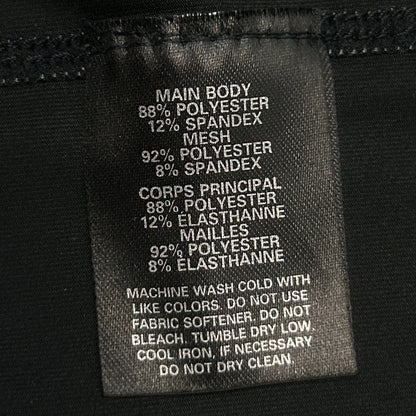 MAIN BODY
88% POLYESTER
12% SPANDEX
MESH
92% POLYESTER
8% SPANDEX
CORPS PRINCIPAL
88% POLYESTER
12% ELASTHANNE
MAILLES
92% POLYESTER
8% ELASTHANNE
MACHINE WASH COLD WITH
LIKE COLORS. DO NOT USE
FABRIC SOFTENER. DO NOT
BLEACH. TUMBLE DRY LOW.
COOL IRON, IF NECESSARY
DO NOT DRY CLEAN.